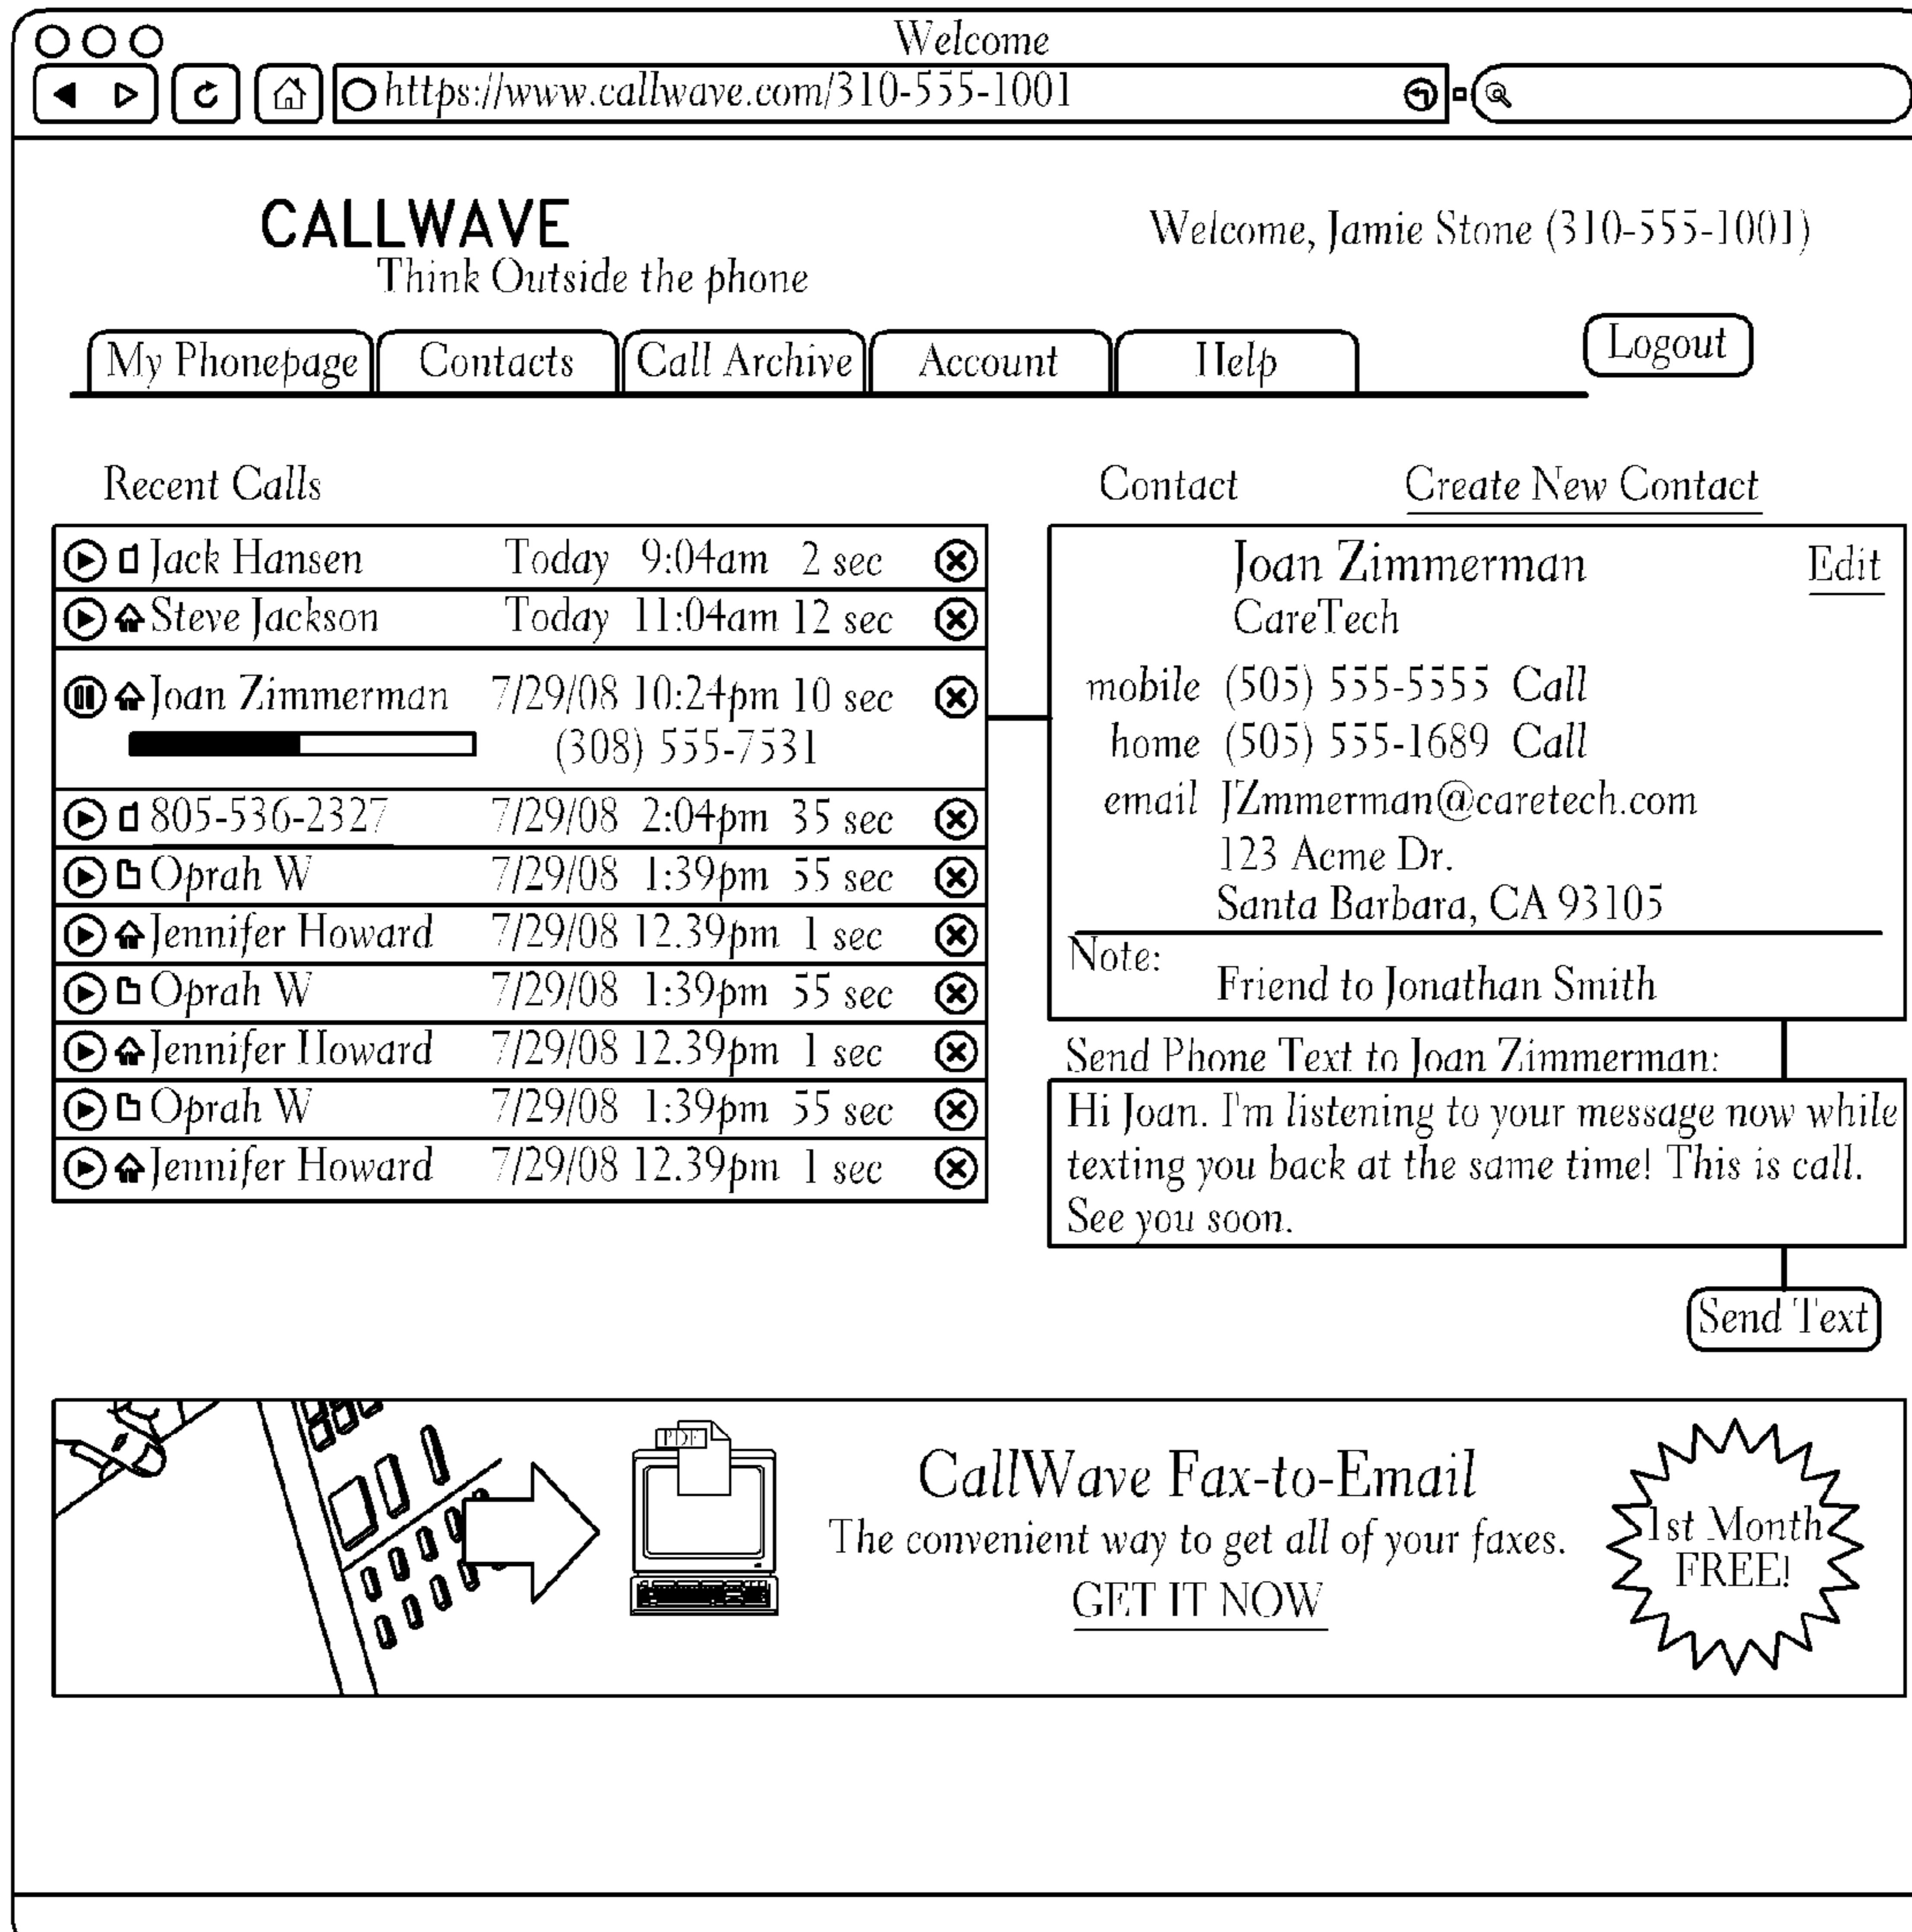 Welcome
https://www.callwave.com/310-555-1001
CALLWAVE
Think Outside the phone
Welcome, Jamie Stone (310-555-1001)
My Phonepage Contacts Call Archive Account Help Logout
Recent Calls
Jack Hansen Today 9:04am 2 sec
Steve Jackson Today 11:04am 12 sec
Joan Zimmerman 7/29/08 10:24pm 10 sec
(308) 555-7531
805-536-2327 7/29/08 2:04pm 35 sec
Oprah W 7/29/08 1:39pm 55 sec
Jennifer Howard 7/29/08 12.39pm 1 sec
Oprah W 7/29/08 1:39pm 55 sec
Jennifer Howard 7/29/08 12.39pm 1 sec
Oprah W 7/29/08 1:39pm 55 sec
Jennifer Howard 7/29/08 12.39pm 1 sec
Contact Create New Contact
Joan Zimmerman Edit
CareTech
mobile (505) 555-5555 Call
home (505) 555-1689 Call
email JZmmerman@caretech.com
123 Acme Dr.
Santa Barbara, CA 93105
Note:
Friend to Jonathan Smith
Send Phone Text to Joan Zimmerman:
Hi Joan. I'm listening to your message now while
texting you back at the same time! This is call.
See you soon.
Send Text
PDF
CallWave Fax-to-Email
The convenient way to get all of your faxes.
GET IT NOW
1st Month
FREE!